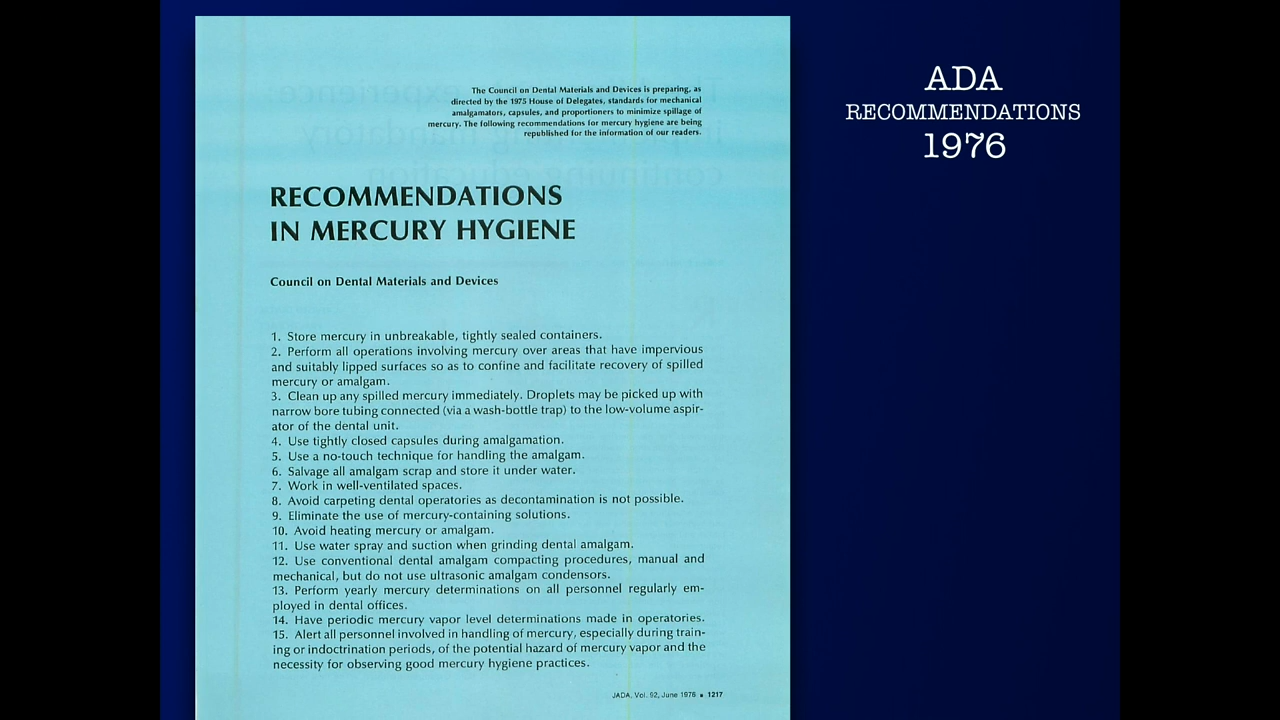 The Council on Dental Materials and Devices is preparing, as
directed by the 1975 House of Delegates, standards for mechanical
amalgamators, capsules, and proportioners to minimize spillage of
mercury. The following recommendations for mercury hygiene are being
republished for the information of our readers.
RECOMMENDATIONS
IN MERCURY HYGIENE
Council on Dental Materials and Devices
1. Store mercury in unbreakable, tightly sealed containers.
2. Perform all operations involving mercury over areas that have impervious
and suitably lipped surfaces so as to confine and facilitate recovery of spilled
mercury or amalgam.
3. Clean up any spilled mercury immediately. Droplets may be picked up with
narrow bore tubing connected (via a wash-bottle trap) to the low-volume aspir-
ator of the dental unit.
4. Use tightly closed capsules during amalgamation.
5. Use a no-touch technique for handling the amalgam.
6. Salvage all amalgam scrap and store it under water.
7. Work in well-ventilated spaces.
8. Avoid carpeting dental operatories as decontamination is not possible.
9. Eliminate the use of mercury-containing solutions.
10. Avoid heating mercury or amalgam.
11. Use water spray and suction when grinding dental amalgam.
12. Use conventional dental amalgam compacting procedures, manual and
mechanical, but do not use ultrasonic amalgam condensors.
13. Perform yearly mercury determinations on all personnel regularly em-
ployed in dental offices.
14. Have periodic mercury vapor level determinations made in operatories.
15. Alert all personnel involved in handling of mercury, especially during train-
ing or indoctrination periods, of the potential hazard of mercury vapor and the
necessity for observing good mercury hygiene practices.
JADA, Vol. 92, June 1976 ■ 1217
ADA
RECOMMENDATIONS
1976